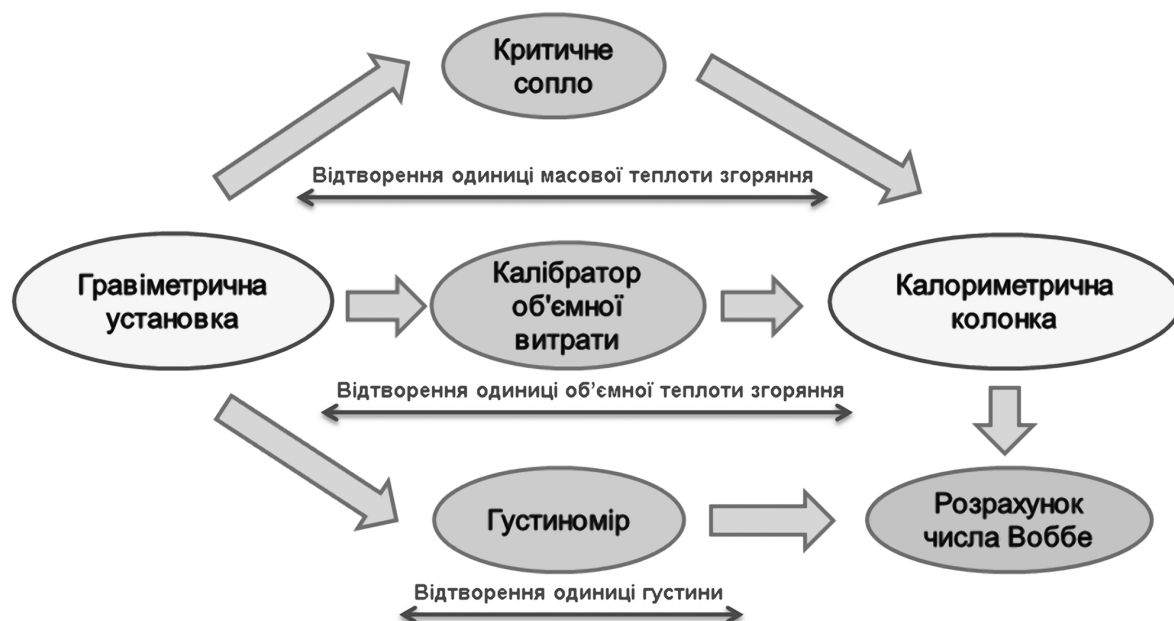 Критичне
сопло
Відтворення одиниці масової теплоти згоряння
Гравіметрична
установка
Калібратор
об'ємної
витрати
Калориметрична
колонка
Відтворення одиниці об’ємної теплоти згоряння
Густиномір
Розрахунок
числа Воббе
Відтворення одиниці густини